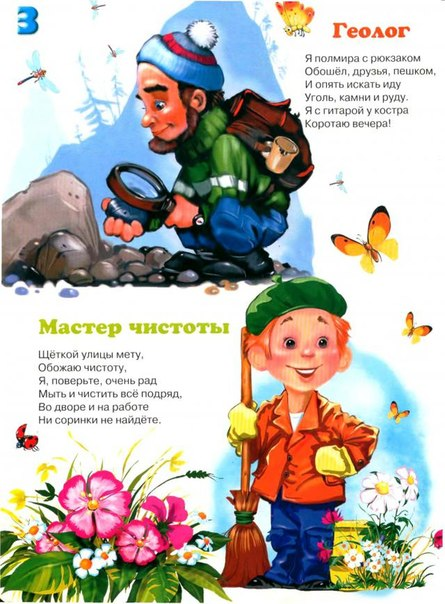 3
Геолог
Я полмира с рюкзаком
Обошёл, друзья, пешком,
И опять искать иду
Уголь, камни и руду.
Я с гитарой у костра
Коротаю вечера!
Мастер чистоты
Щёткой улицы мету,
Обожаю чистоту,
Я, поверьте, очень рад
Мыть и чистить всё подряд,
Во дворе и на работе
Ни соринки не найдёте.